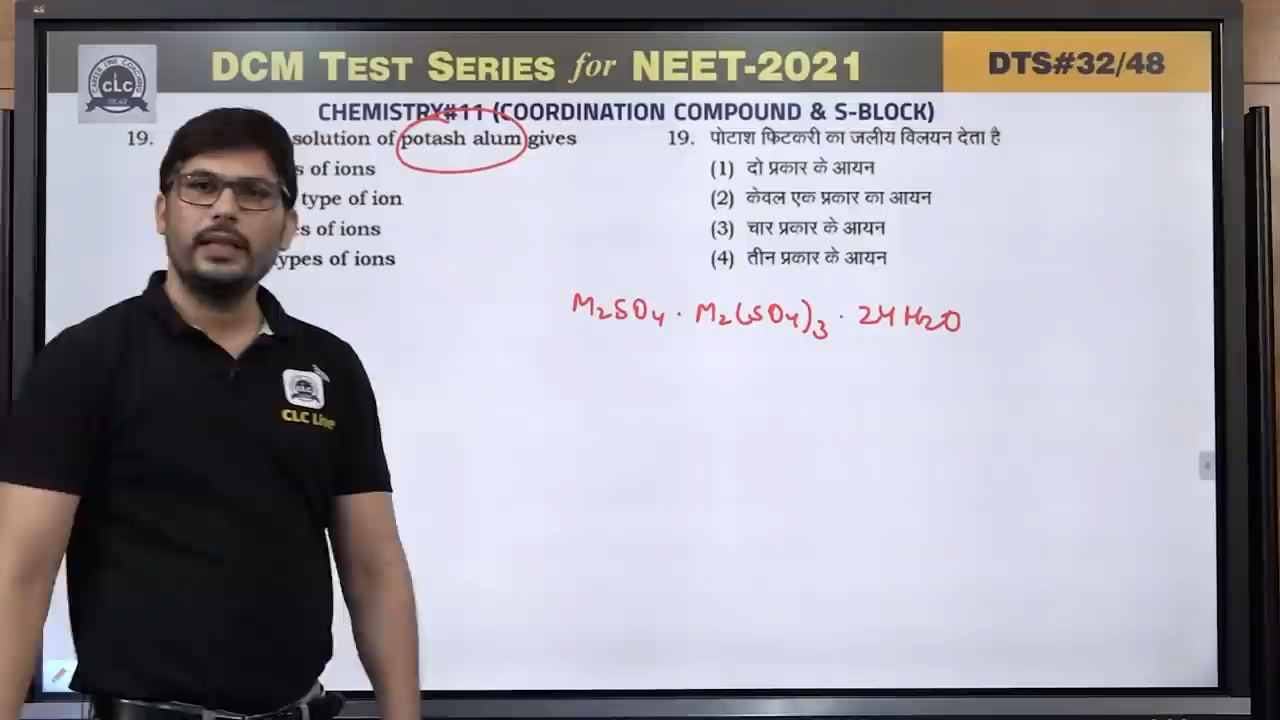 CLC
DCM TEST SERIES for NEET-2021
DTS#32/48
CHEMISTRY#11 (COORDINATION COMPOUND & S-BLOCK)
19. solution of potash alum gives
s of ions
type of ion
es of ions
ypes of ions
19. पोटाश फिटकरी का जलीय विलयन देता है
(1) दो प्रकार के आयन
(2) केवल एक प्रकार का आयन
(3) चार प्रकार के आयन
(4) तीन प्रकार के आयन
M₂SO₄ · M₂(SO₄)₃ · 24H₂O
CLC
CLC Live